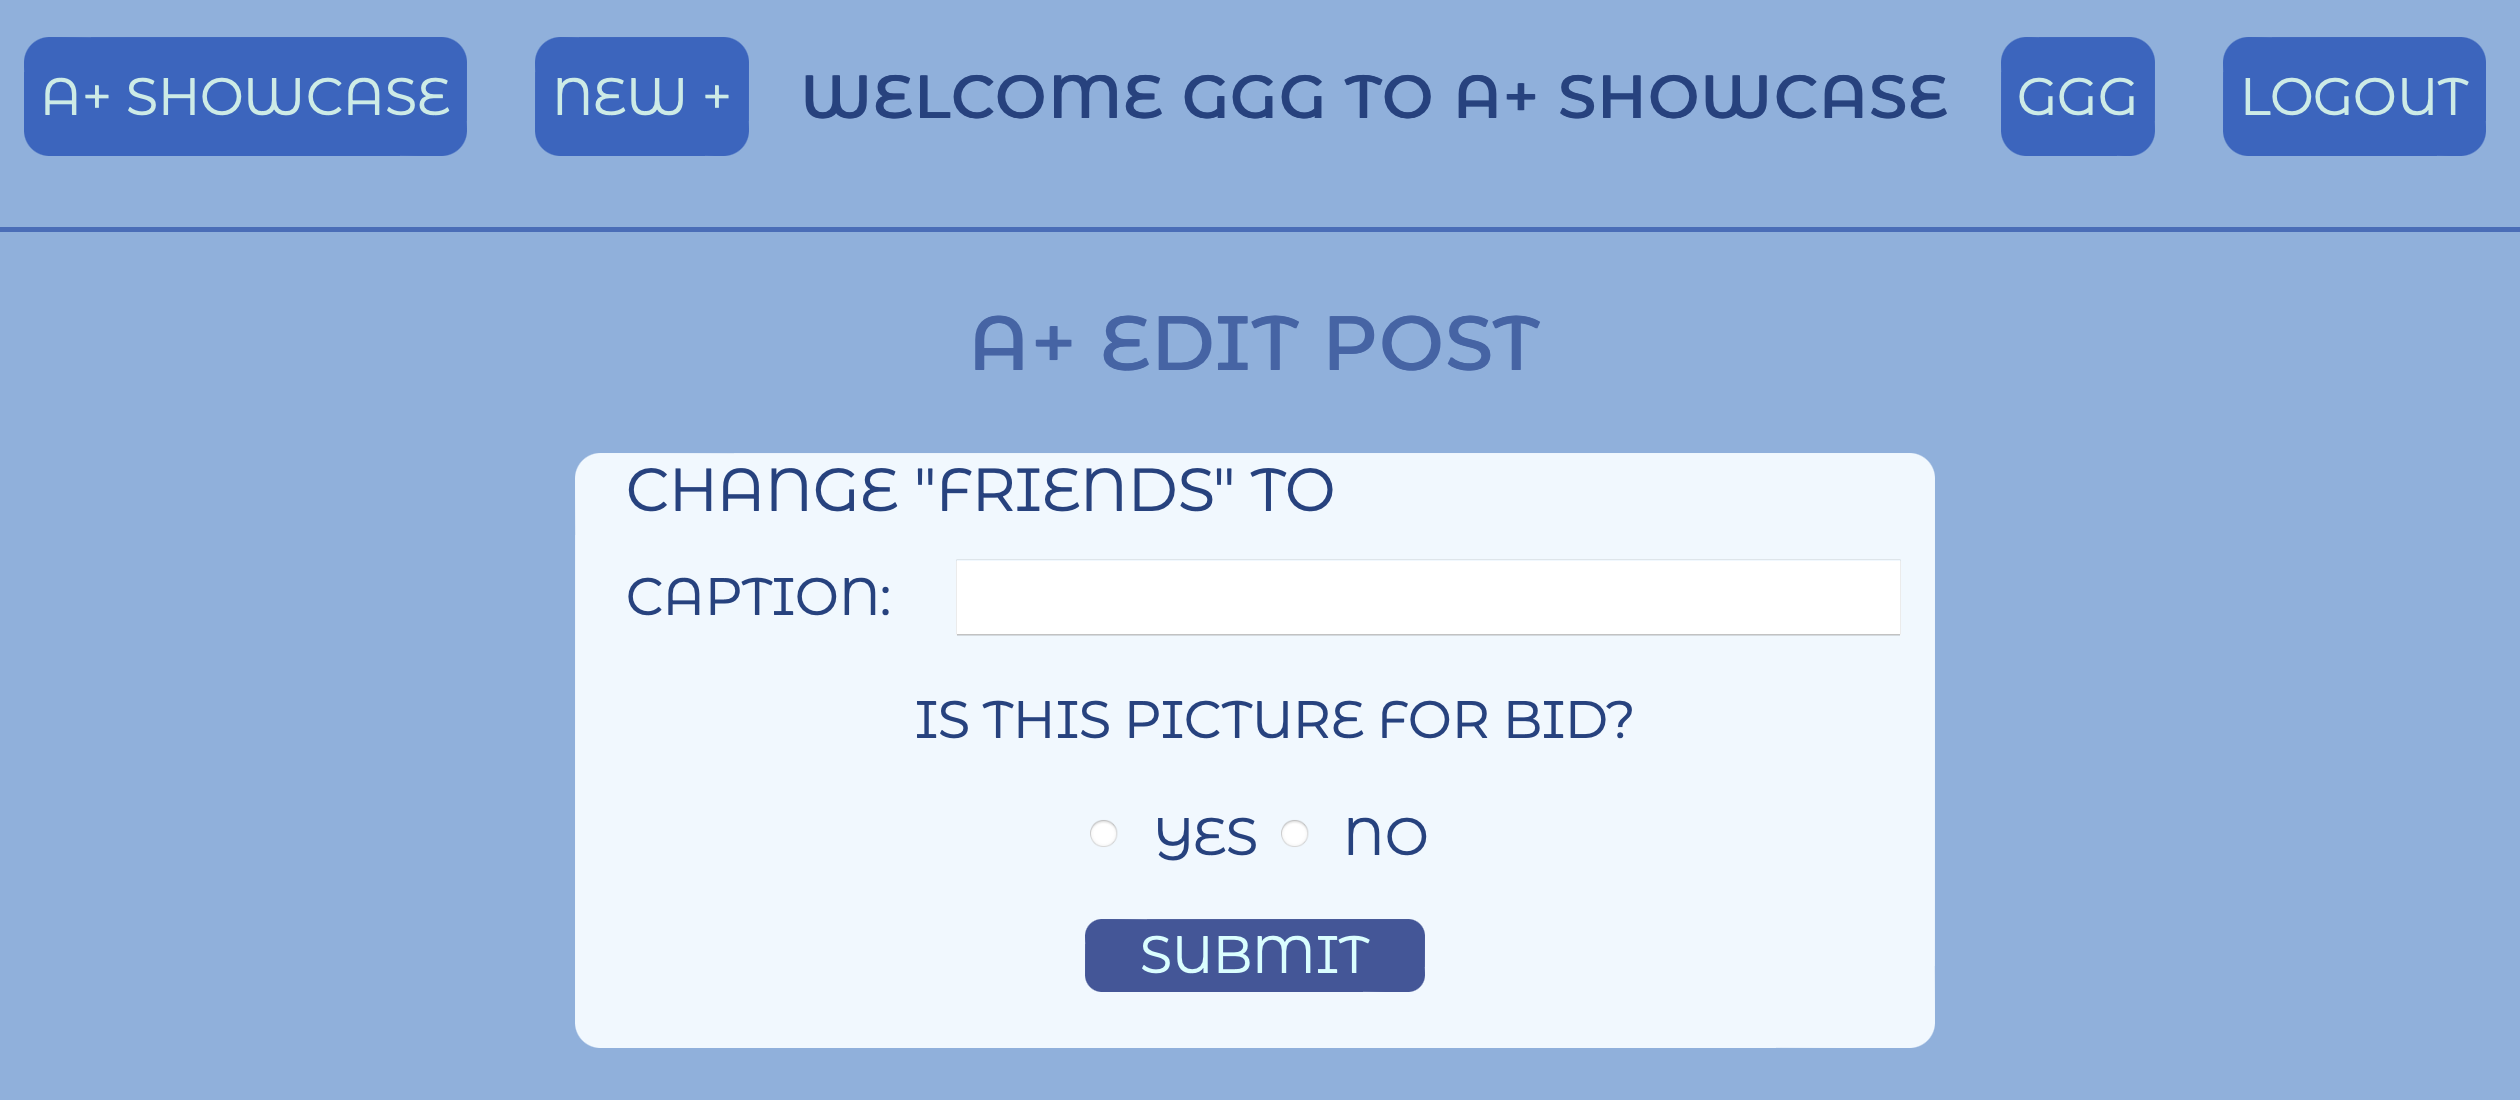 A+ SHOWCASE NEW + WELCOME GGG TO A+ SHOWCASE GGG LOGOUT
A+ EDIT POST
CHANGE "FRIENDS" TO
CAPTION:
IS THIS PICTURE FOR BID?
YES NO
SUBMIT